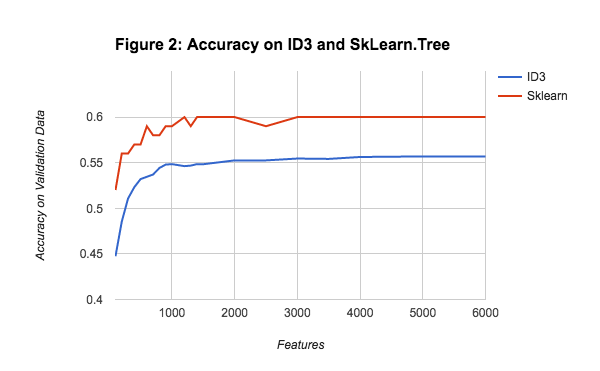 Figure 2: Accuracy on ID3 and SkLearn.Tree
ID3
Sklearn
Accuracy on Validation Data
0.6
0.55
0.5
0.45
0.4
1000 2000 3000 4000 5000 6000
Features